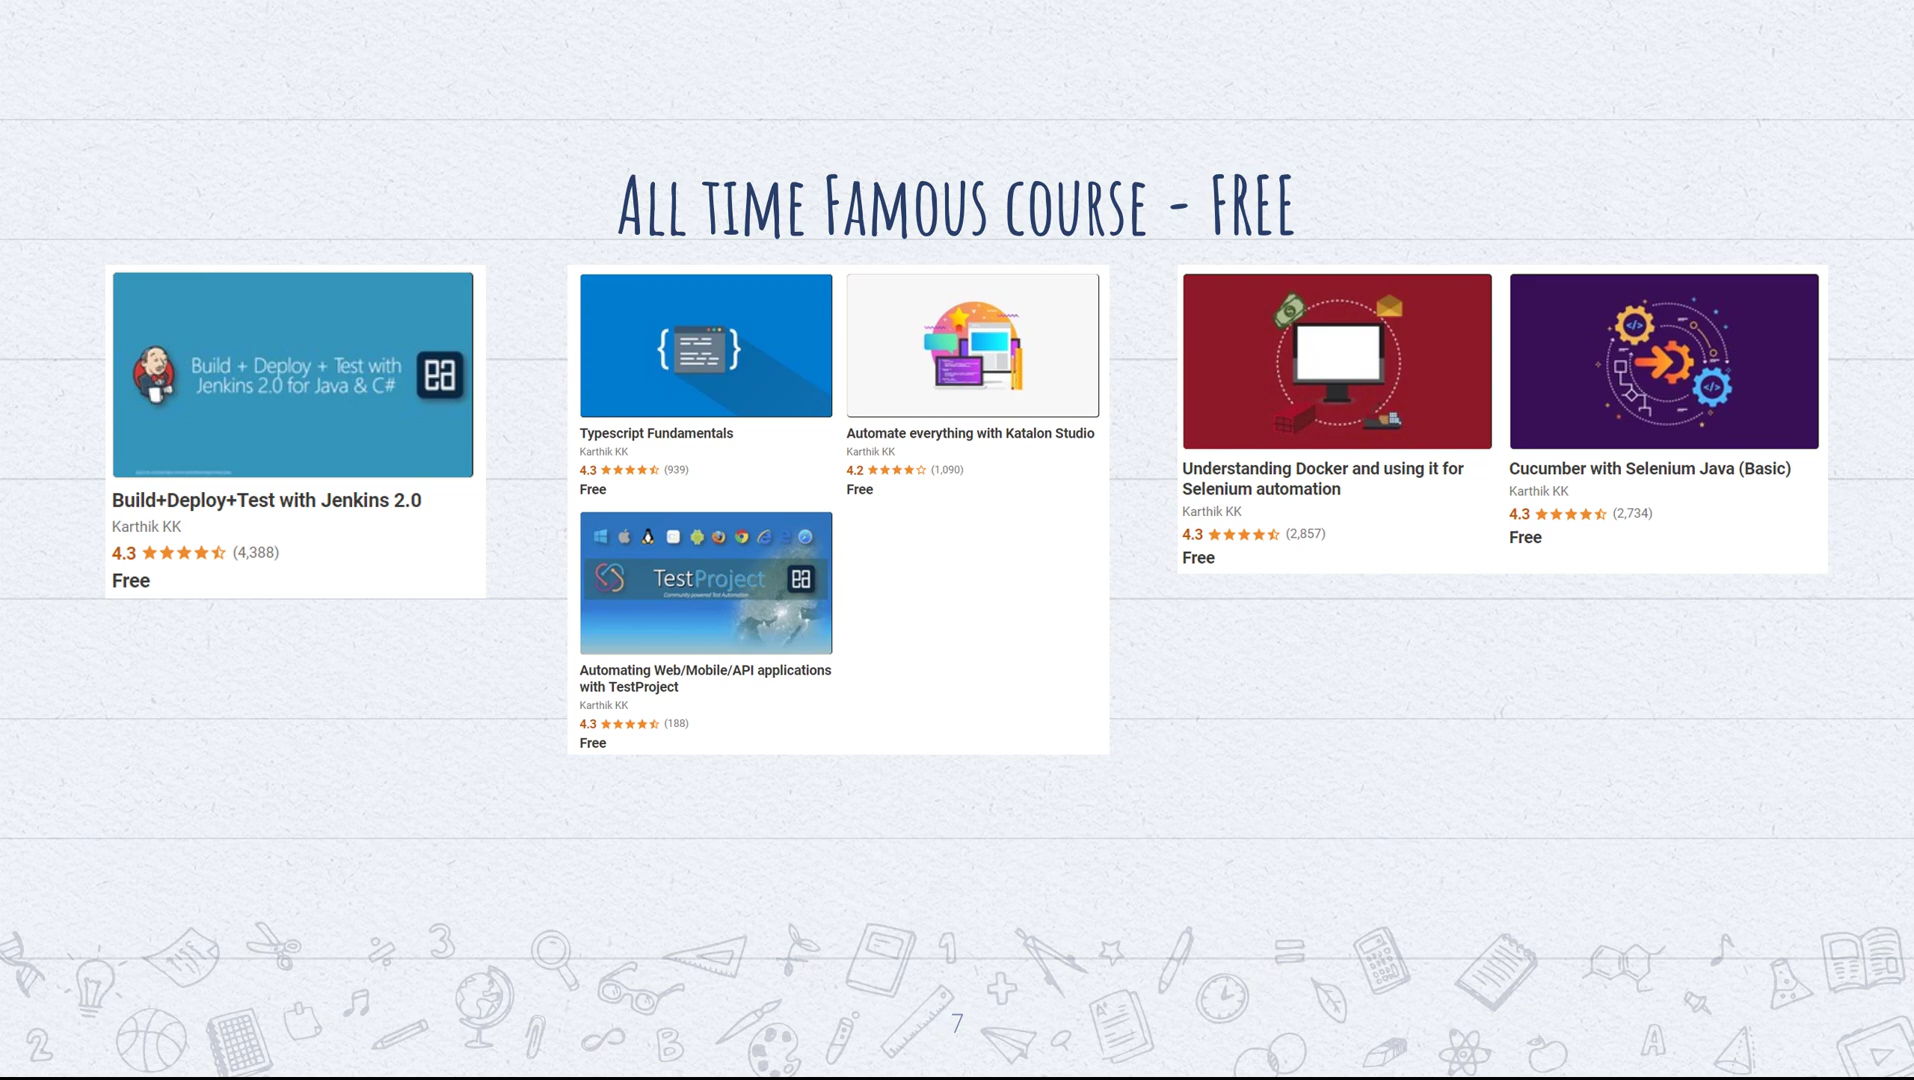 All time Famous course - FREE
Build + Deploy + Test with
Jenkins 2.0 for Java & C#
Build+Deploy+Test with Jenkins 2.0
Karthik KK
4.3 (4,388)
Free
Typescript Fundamentals
Karthik KK
4.3 (939)
Free
Automate everything with Katalon Studio
Karthik KK
4.2 (1,090)
Free
TestProject
Community-powered Test Automation
Automating Web/Mobile/API applications
with TestProject
Karthik KK
4.3 (188)
Free
Understanding Docker and using it for
Selenium automation
Karthik KK
4.3 (2,857)
Free
Cucumber with Selenium Java (Basic)
Karthik KK
4.3 (2,734)
Free
7